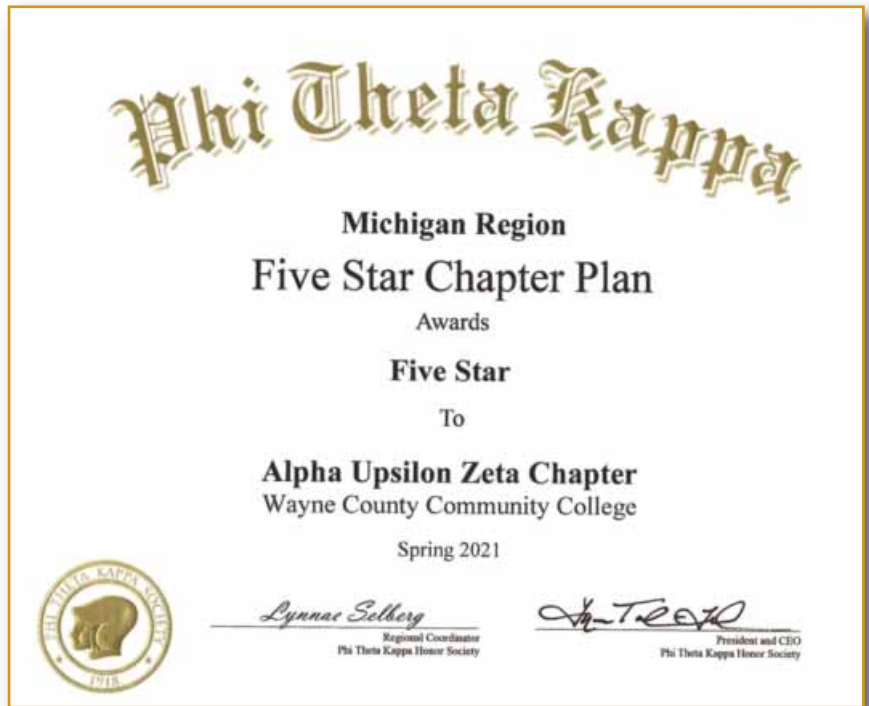 Phi Theta Kappa
Michigan Region
Five Star Chapter Plan
Awards
Five Star
To
Alpha Upsilon Zeta Chapter
Wayne County Community College
Spring 2021
PHI THETA KAPPA SOCIETY
1918
Lynnae Selberg
Regional Coordinator
Phi Theta Kappa Honor Society
President and CEO
Phi Theta Kappa Honor Society